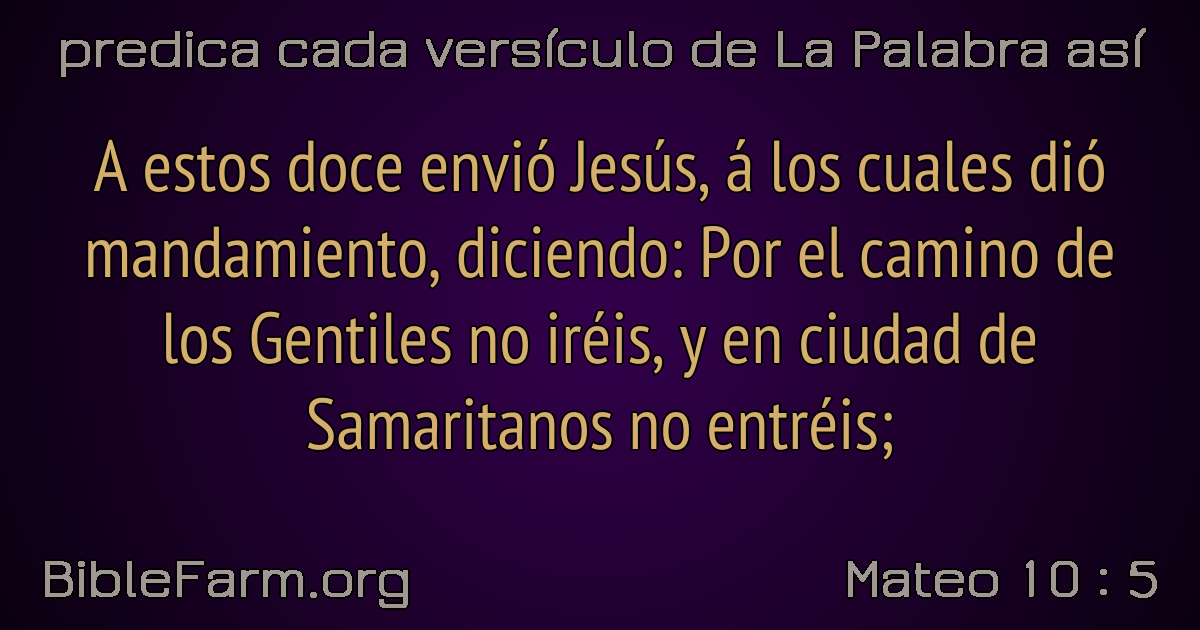 predica cada versículo de La Palabra así
A estos doce envió Jesús, á los cuales dió
mandamiento, diciendo: Por el camino de
los Gentiles no iréis, y en ciudad de
Samaritanos no entréis;
BibleFarm.org
Mateo 10 : 5